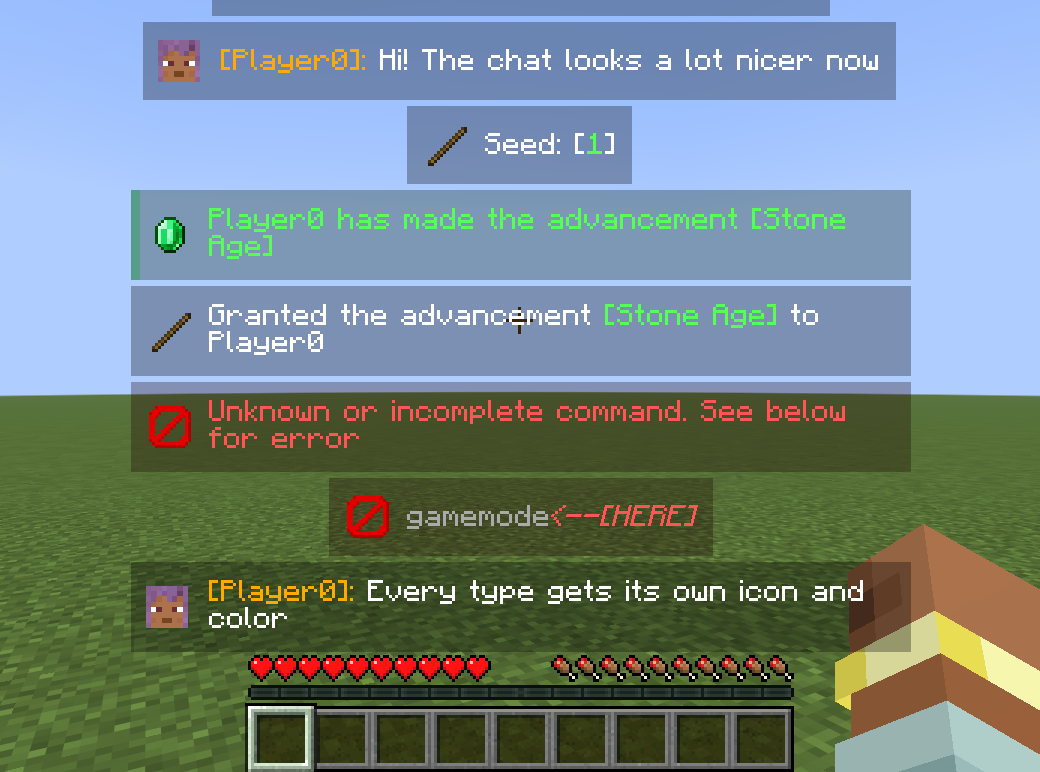 [Player0]: Hi! The chat looks a lot nicer now
Seed: [1]
Player0 has made the advancement [Stone
Age]
Granted the advancement [Stone Age] to
Player0
Unknown or incomplete command. See below
for error
gamemode<--[HERE]
[Player0]: Every type gets its own icon and
color